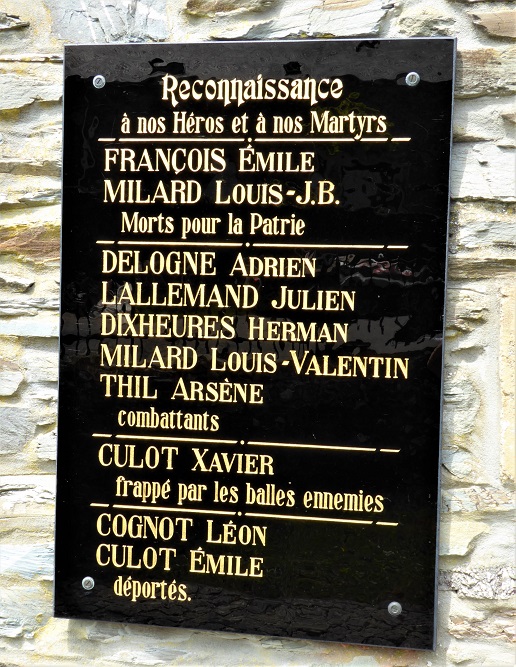 Reconnaissance
à nos Héros et à nos Martyrs
FRANÇOIS ÉMILE
MILARD LOUIS-J.B.
Morts pour la Patrie
DELOGNE ADRIEN
LALLEMAND JULIEN
DIXHEURES HERMAN
MILARD LOUIS-VALENTIN
THIL ARSÈNE
combattants
CULOT XAVIER
frappé par les balles ennemies
COGNOT LÉON
CULOT ÉMILE
déportés.